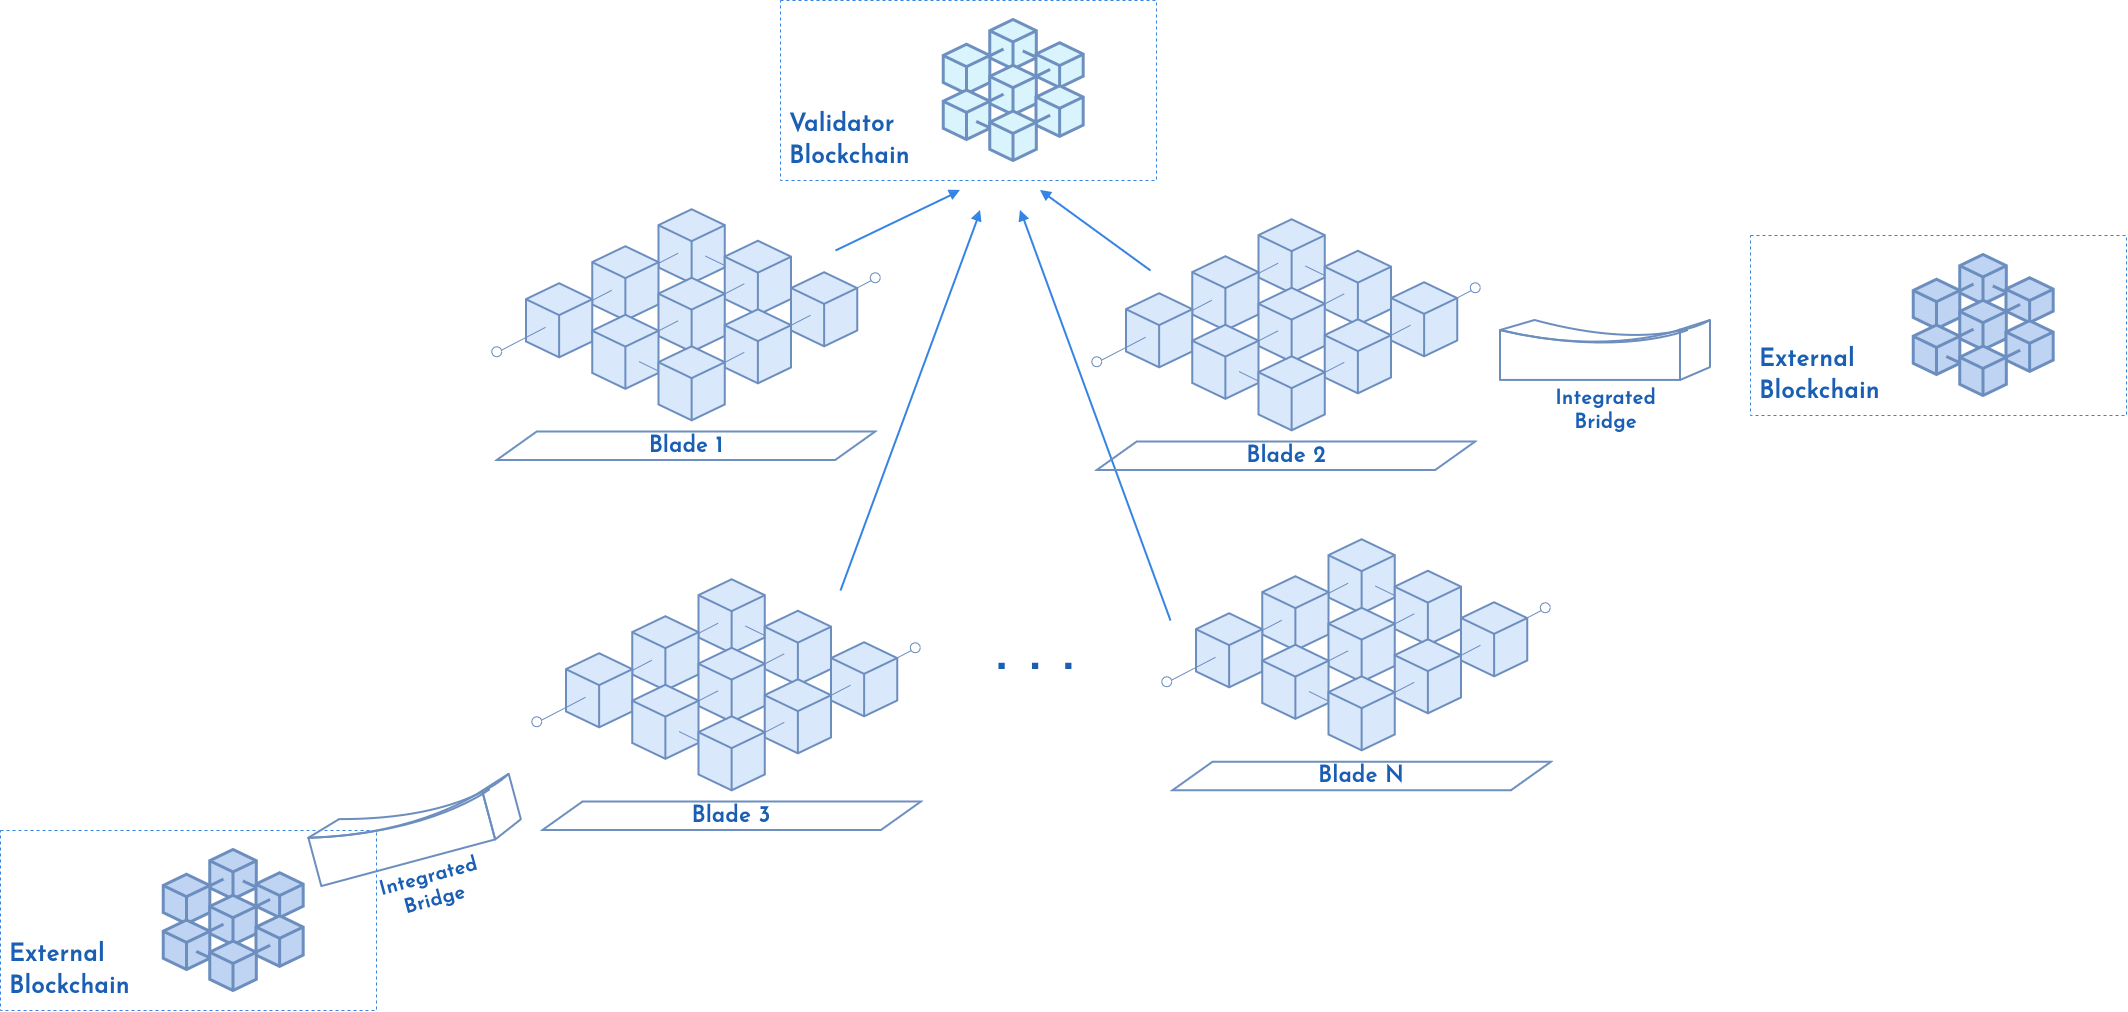 Validator
Blockchain
Blade 1
Blade 2
Integrated
Bridge
External
Blockchain
Blade 3
. . .
Blade N
Integrated
Bridge
External
Blockchain